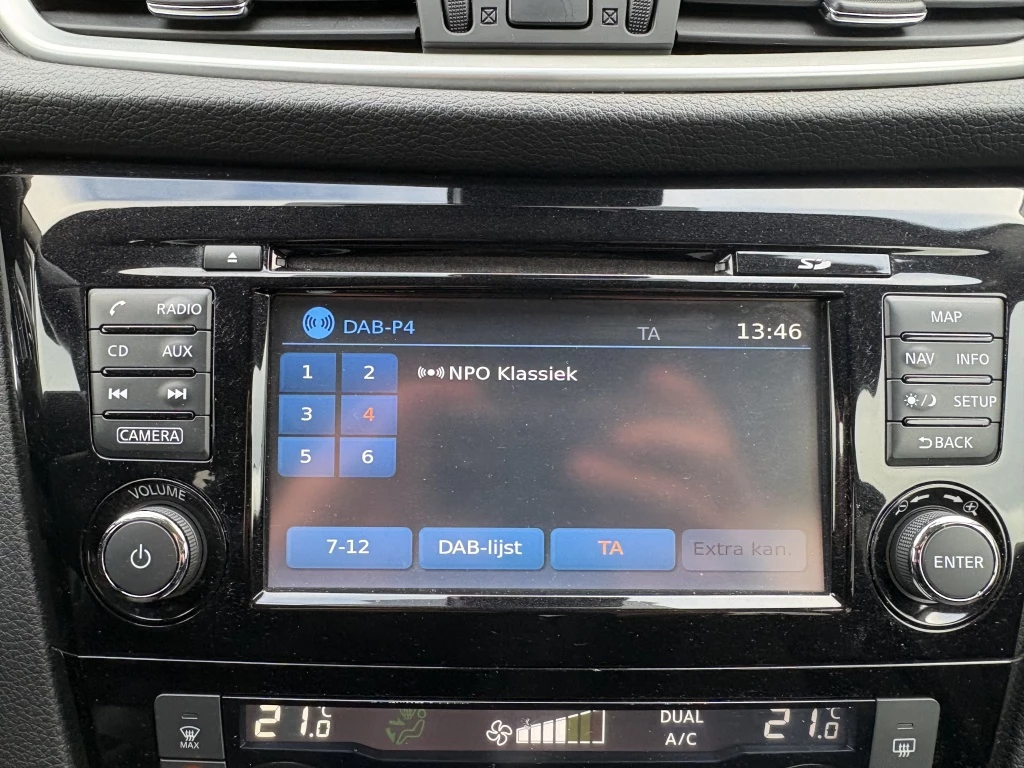 SD
RADIO
CD AUX
CAMERA
VOLUME
DAB-P4 TA 13:46
1 2 NPO Klassiek
3 4
5 6
7-12 DAB-lijst TA Extra kan.
MAP
NAV INFO
SETUP
BACK
ENTER
MAX
21.0°C
DUAL
A/C
21.0°C